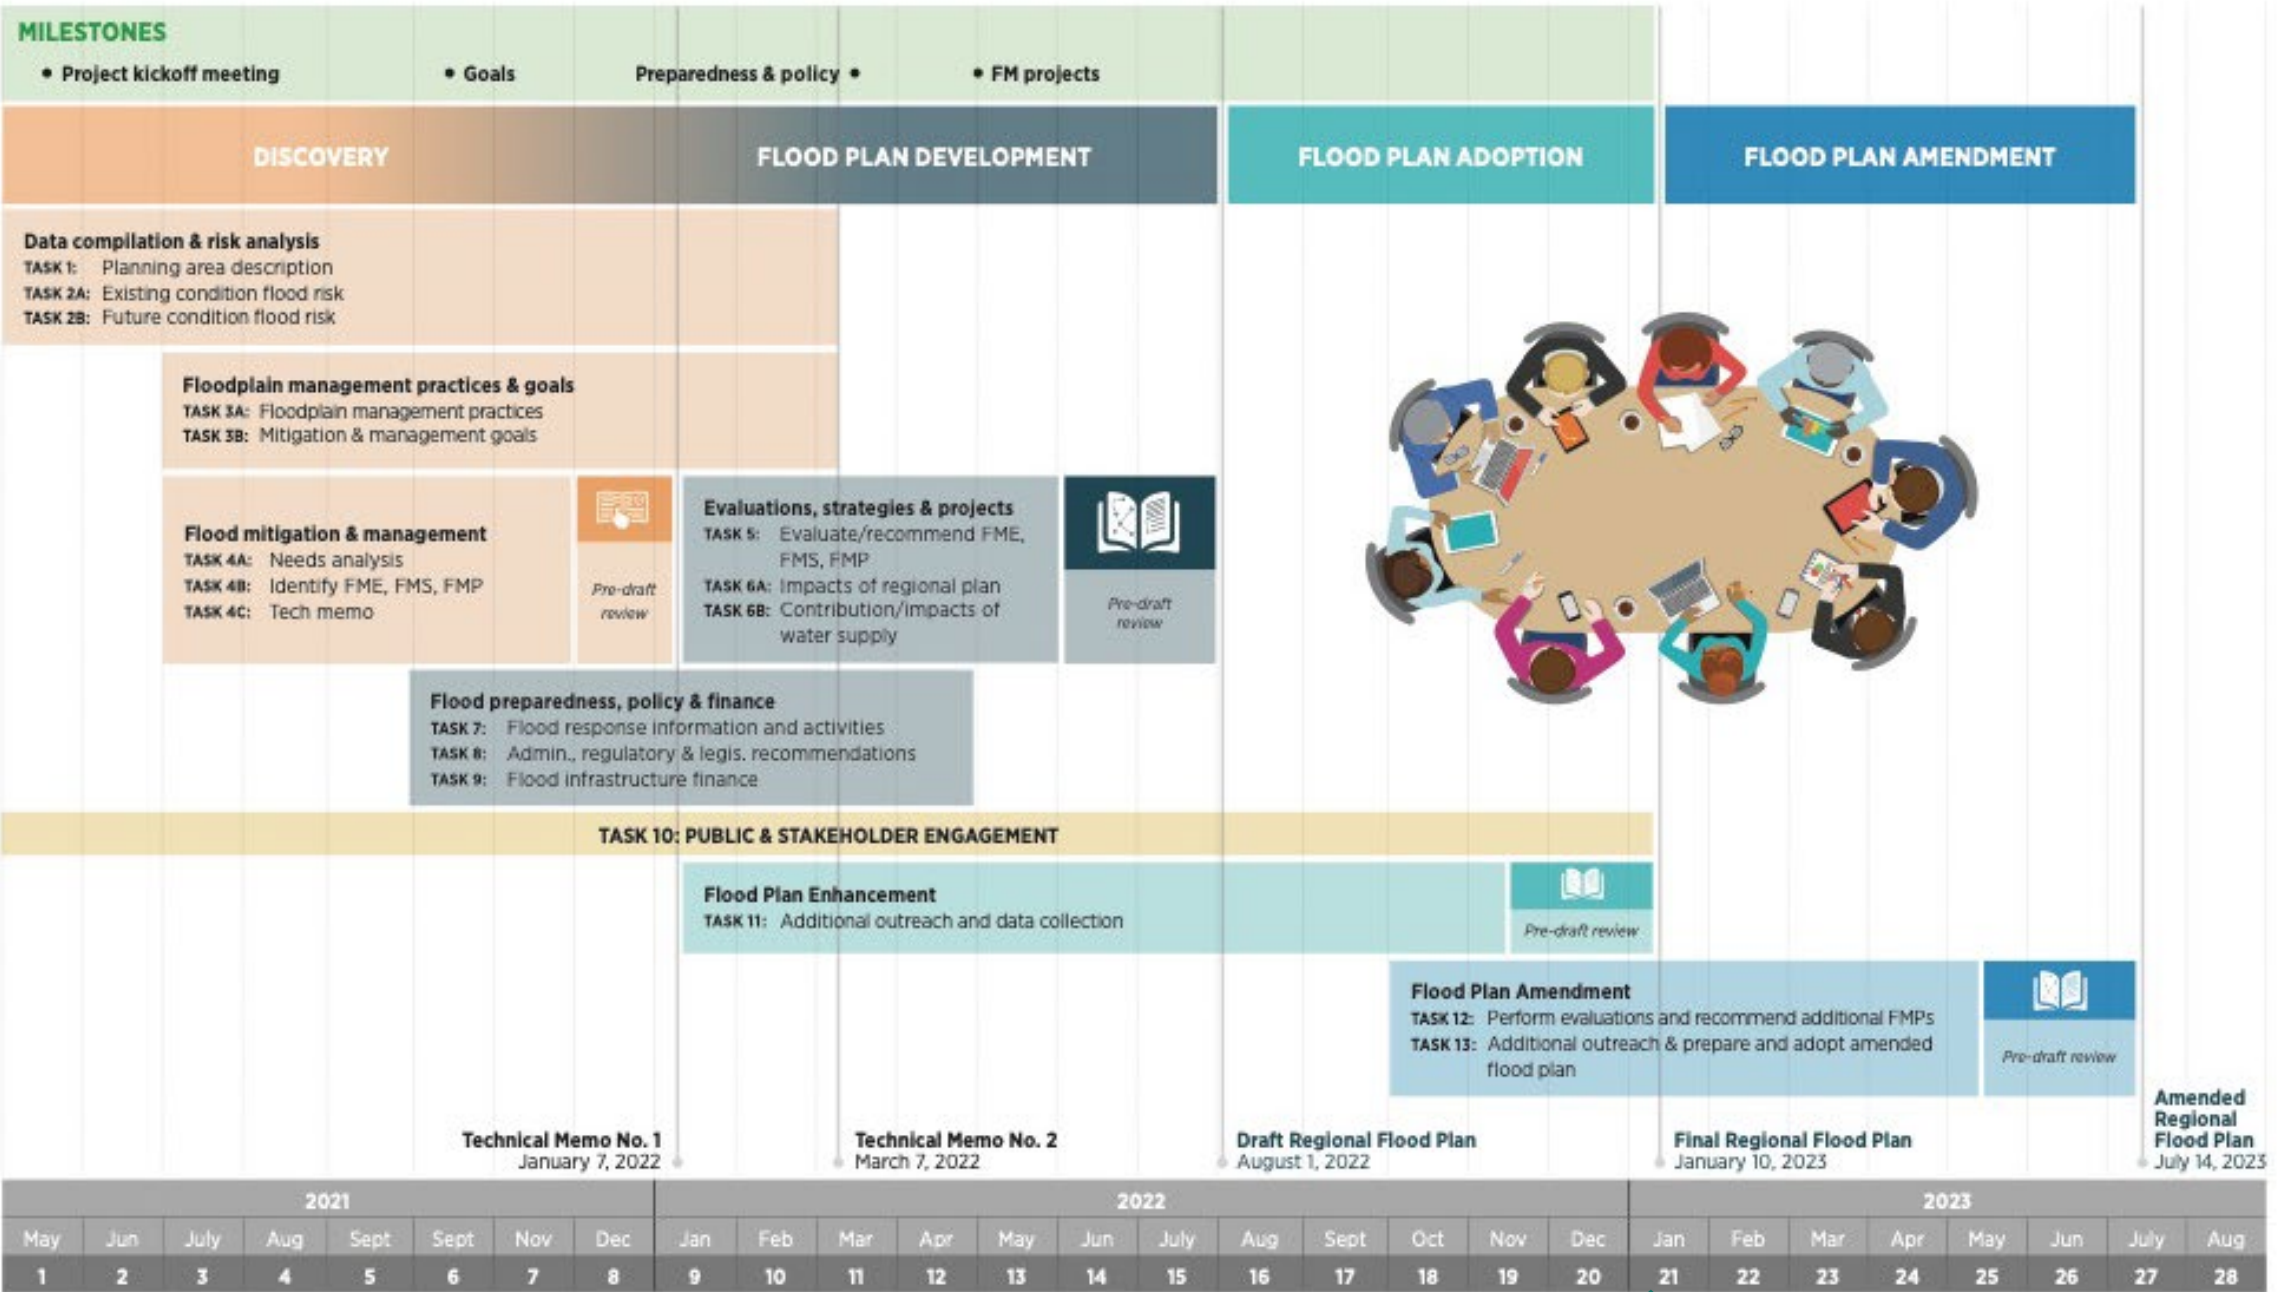 MILESTONES
• Project kickoff meeting
• Goals
Preparedness & policy •
• FM projects
DISCOVERY
FLOOD PLAN DEVELOPMENT
FLOOD PLAN ADOPTION
FLOOD PLAN AMENDMENT
Data compilation & risk analysis
TASK 1: Planning area description
TASK 2A: Existing condition flood risk
TASK 2B: Future condition flood risk
Floodplain management practices & goals
TASK 3A: Floodplain management practices
TASK 3B: Mitigation & management goals
Flood mitigation & management
TASK 4A: Needs analysis
TASK 4B: Identify FME, FMS, FMP
TASK 4C: Tech memo
Pre-draft
review
Evaluations, strategies & projects
TASK 5: Evaluate/recommend FME,
FMS, FMP
TASK 6A: Impacts of regional plan
TASK 6B: Contribution/impacts of
water supply
Pre-draft
review
Flood preparedness, policy & finance
TASK 7: Flood response information and activities
TASK 8: Admin., regulatory & legis. recommendations
TASK 9: Flood infrastructure finance
TASK 10: PUBLIC & STAKEHOLDER ENGAGEMENT
Flood Plan Enhancement
TASK 11: Additional outreach and data collection
Pre-draft review
Flood Plan Amendment
TASK 12: Perform evaluations and recommend additional FMPs
TASK 13: Additional outreach & prepare and adopt amended
flood plan
Pre-draft review
Technical Memo No. 1
January 7, 2022
Technical Memo No. 2
March 7, 2022
Draft Regional Flood Plan
August 1, 2022
Final Regional Flood Plan
January 10, 2023
Amended
Regional
Flood Plan
July 14, 2023
2021 2022 2023
May Jun July Aug Sept Sept Nov Dec Jan Feb Mar Apr May Jun July Aug Sept Oct Nov Dec Jan Feb Mar Apr May Jun July Aug
1 2 3 4 5 6 7 8 9 10 11 12 13 14 15 16 17 18 19 20 21 22 23 24 25 26 27 28